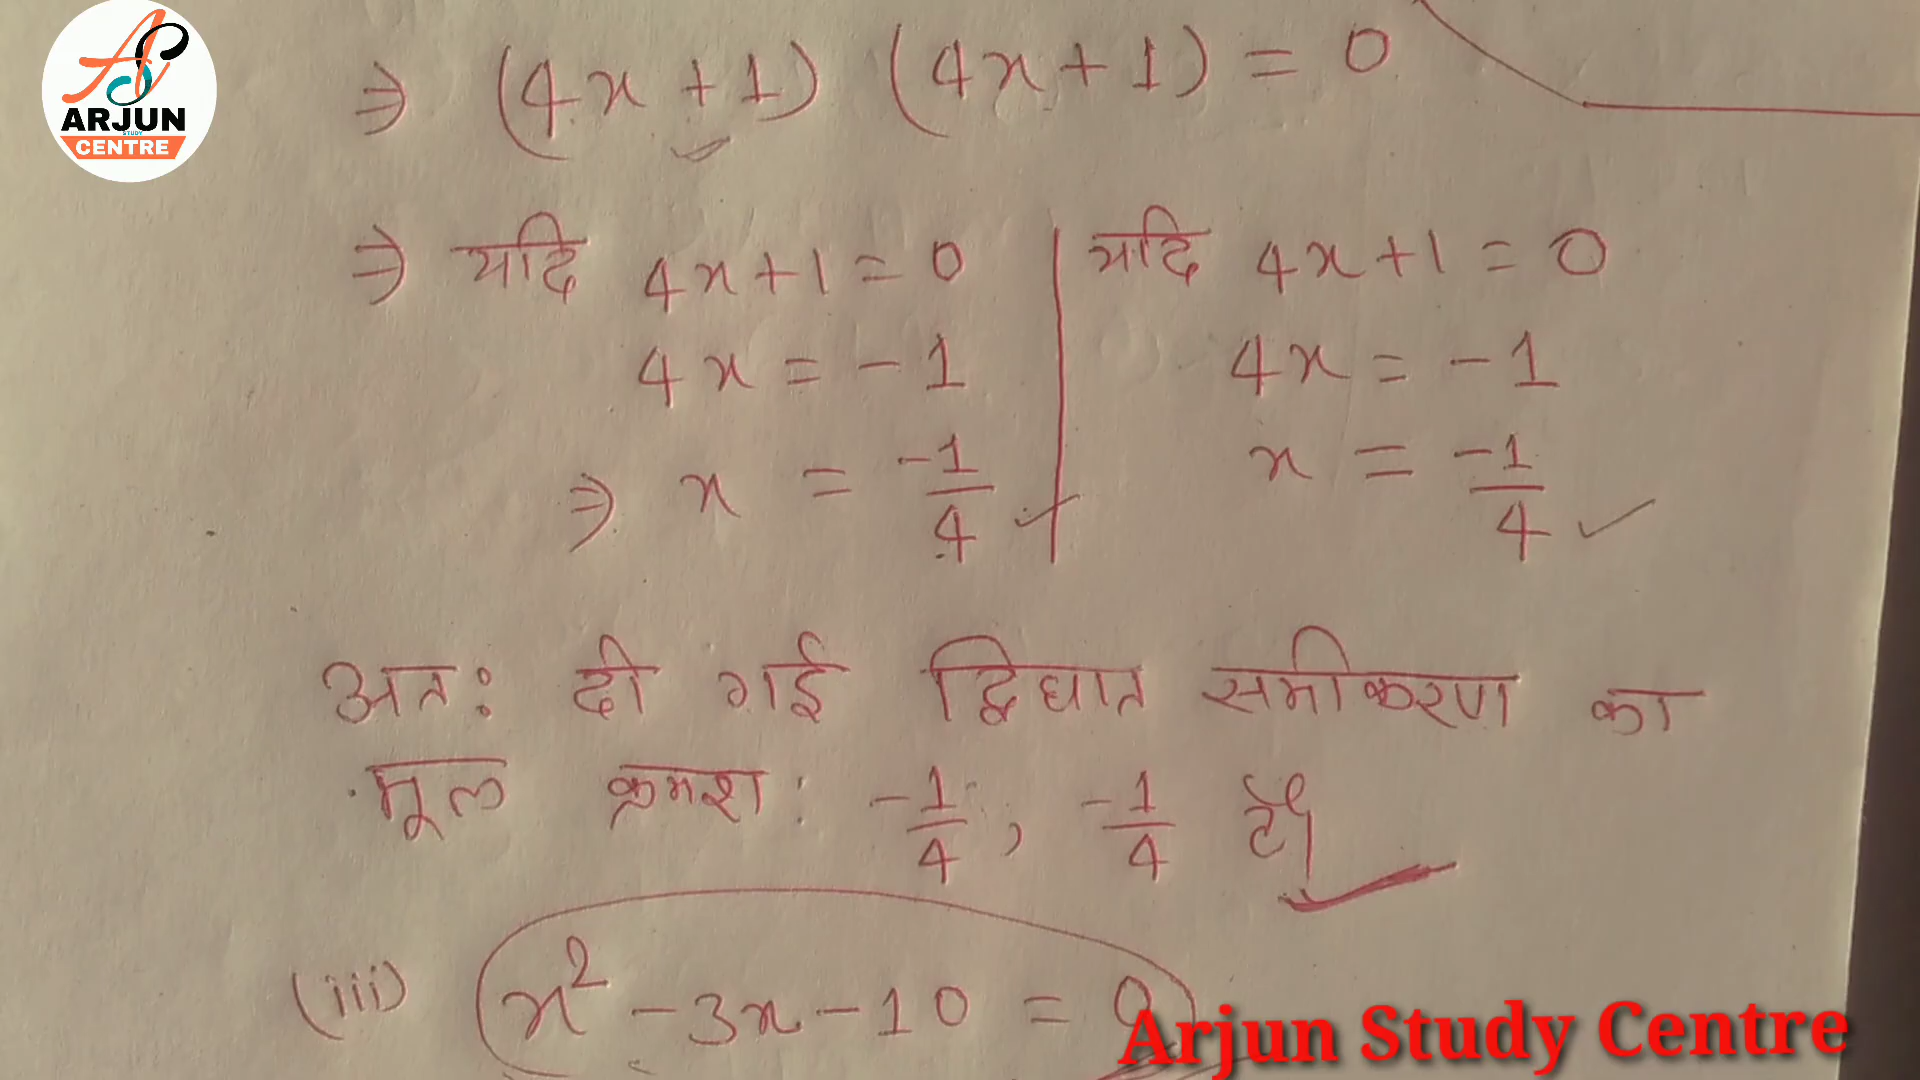 ARJUN
STUDY
CENTRE
⇒ (4x + 1) (4x + 1) = 0
⇒ यदि 4x+1 = 0 | यदि 4x+1 = 0
4x = -1 | 4x = -1
⇒ x = -1/4 ✓ | x = -1/4 ✓
अतः दी गई द्विघात समीकरण का
मूल क्रमशः -1/4, -1/4 है
(iii) x² - 3x - 10 = 0
Arjun Study Centre